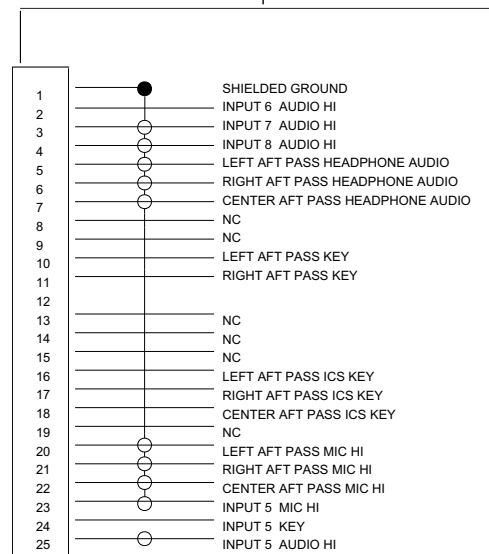 1 SHIELDED GROUND
2 INPUT 6 AUDIO HI
3 INPUT 7 AUDIO HI
4 INPUT 8 AUDIO HI
5 LEFT AFT PASS HEADPHONE AUDIO
6 RIGHT AFT PASS HEADPHONE AUDIO
7 CENTER AFT PASS HEADPHONE AUDIO
8 NC
9 NC
10 LEFT AFT PASS KEY
11 RIGHT AFT PASS KEY
12
13 NC
14 NC
15 NC
16 LEFT AFT PASS ICS KEY
17 RIGHT AFT PASS ICS KEY
18 CENTER AFT PASS ICS KEY
19 NC
20 LEFT AFT PASS MIC HI
21 RIGHT AFT PASS MIC HI
22 CENTER AFT PASS MIC HI
23 INPUT 5 MIC HI
24 INPUT 5 KEY
25 INPUT 5 AUDIO HI